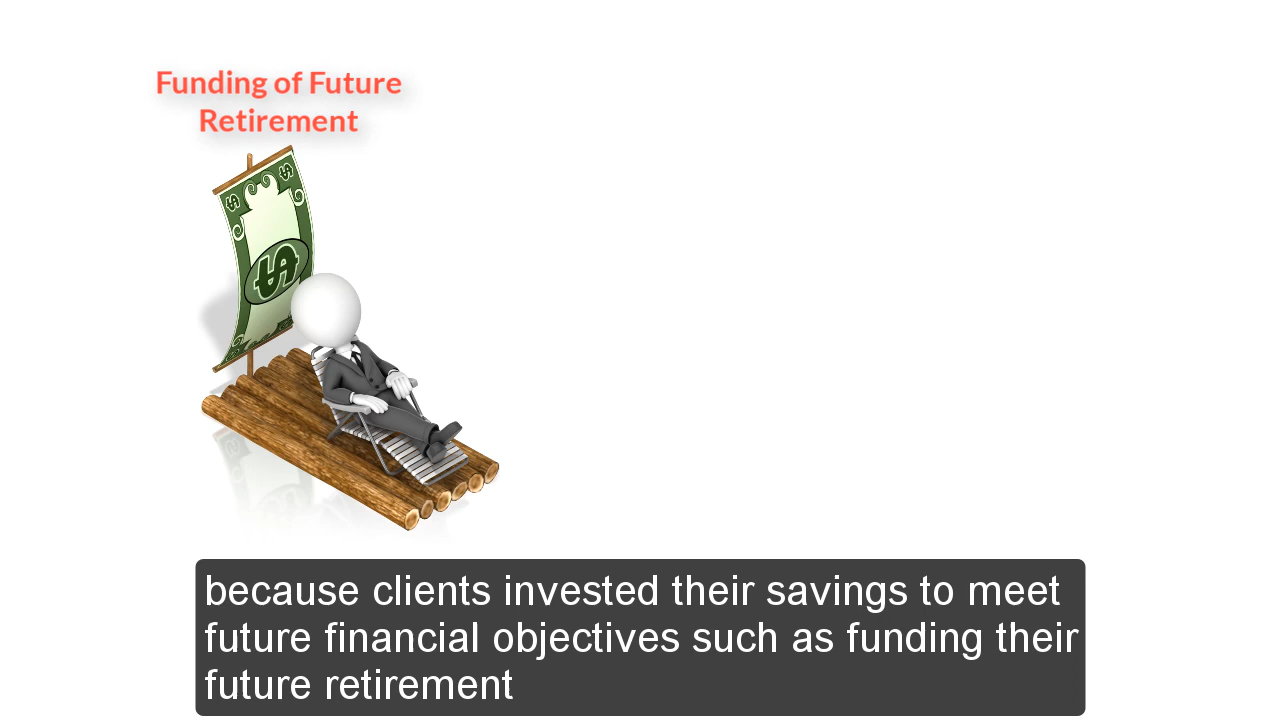 Funding of Future
Retirement
because clients invested their savings to meet
future financial objectives such as funding their
future retirement